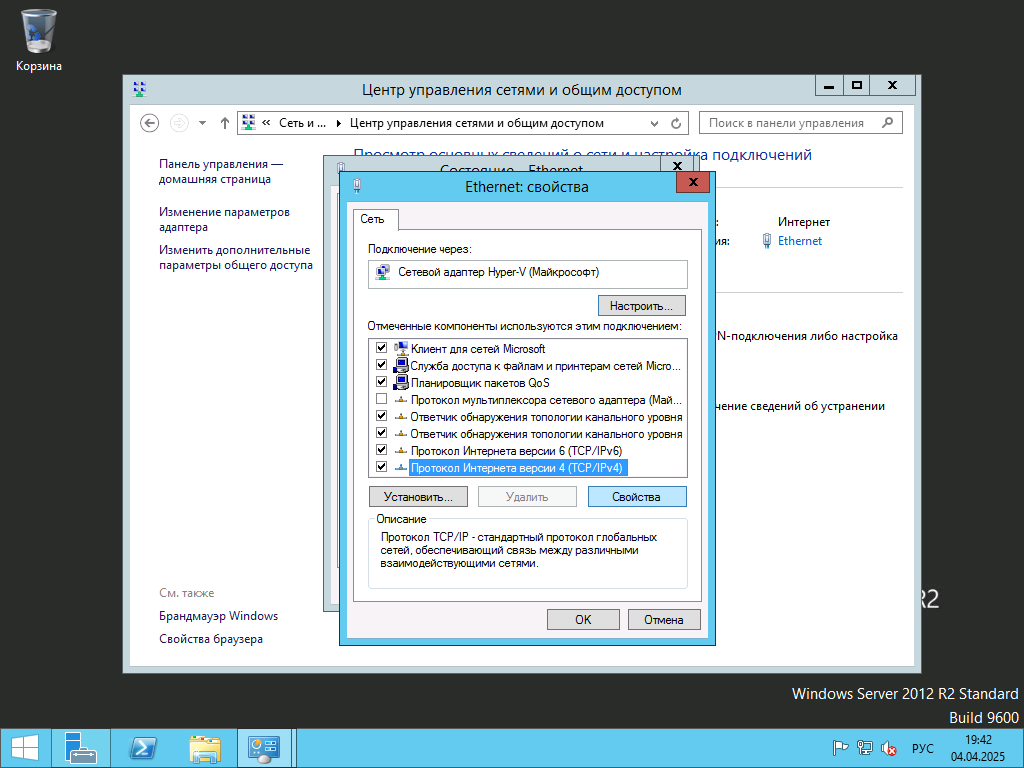 Корзина
Центр управления сетями и общим доступом
Сеть и ...
Центр управления сетями и общим доступом
Поиск в панели управления
Панель управления —
домашняя страница
Изменение параметров
адаптера
Изменить дополнительные
параметры общего доступа
См. также
Брандмауэр Windows
Свойства браузера
Просмотр основных сведений о сети и настройка подключений
Интернет
Ethernet
N-подключения либо настройка
чение сведений об устранении
Состояние - Ethernet
Ethernet: свойства
Сеть
Подключение через:
Сетевой адаптер Hyper-V (Майкрософт)
Настроить...
Отмеченные компоненты используются этим подключением:
Клиент для сетей Microsoft
Служба доступа к файлам и принтерам сетей Micro...
Планировщик пакетов QoS
Протокол мультиплексора сетевого адаптера (Май...
Ответчик обнаружения топологии канального уровня
Ответчик обнаружения топологии канального уровня
Протокол Интернета версии 6 (TCP/IPv6)
Протокол Интернета версии 4 (TCP/IPv4)
Установить...
Удалить
Свойства
Описание
Протокол TCP/IP - стандартный протокол глобальных
сетей, обеспечивающий связь между различными
взаимодействующими сетями.
OK
Отмена
R2
Windows Server 2012 R2 Standard
Build 9600
РУС
19:42
04.04.2025